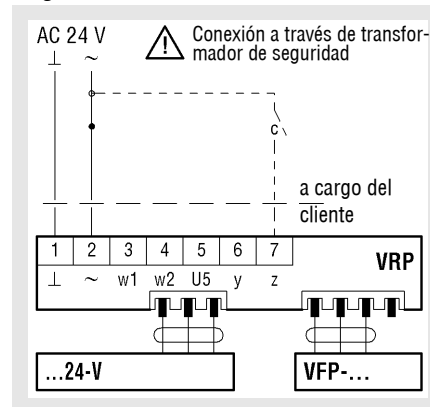 AC 24 V
⊥ ~
Conexión a través de transfor-
mador de seguridad
c
a cargo del
cliente
1 2 3 4 5 6 7
VRP
⊥ ~ w1 w2 U5 y z
...24-V
VFP-...